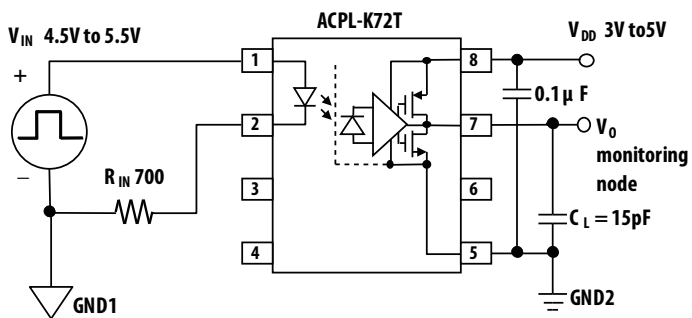 ACPL-K72T
V_IN 4.5V to 5.5V
V_DD 3V to5V
+
1
8
0.1µ F
2
7
V_O
monitoring
node
–
R_IN 700
3
6
C_L = 15pF
4
5
GND1
GND2